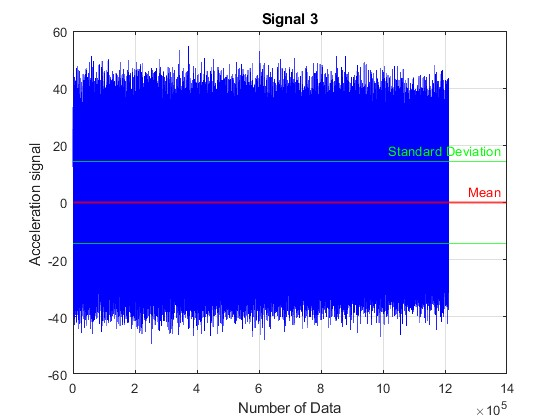 Signal 3
60
40
20
0
-20
-40
-60
Acceleration signal
Standard Deviation
Mean
0 2 4 6 8 10 12 14
Number of Data
×10^5